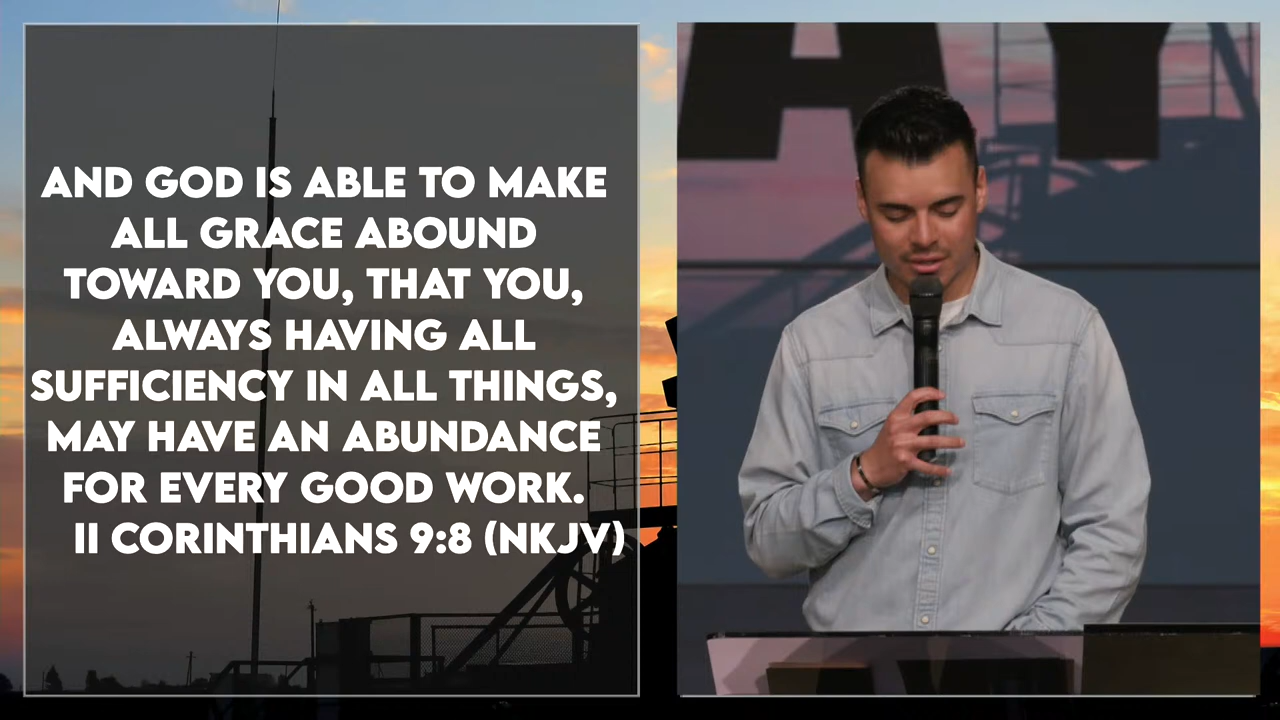 AND GOD IS ABLE TO MAKE
ALL GRACE ABOUND
TOWARD YOU, THAT YOU,
ALWAYS HAVING ALL
SUFFICIENCY IN ALL THINGS,
MAY HAVE AN ABUNDANCE
FOR EVERY GOOD WORK.
II CORINTHIANS 9:8 (NKJV)
AY